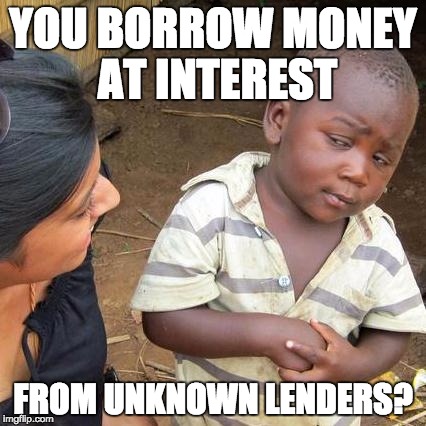 YOU BORROW MONEY
AT INTEREST
FROM UNKNOWN LENDERS?
imgflip.com